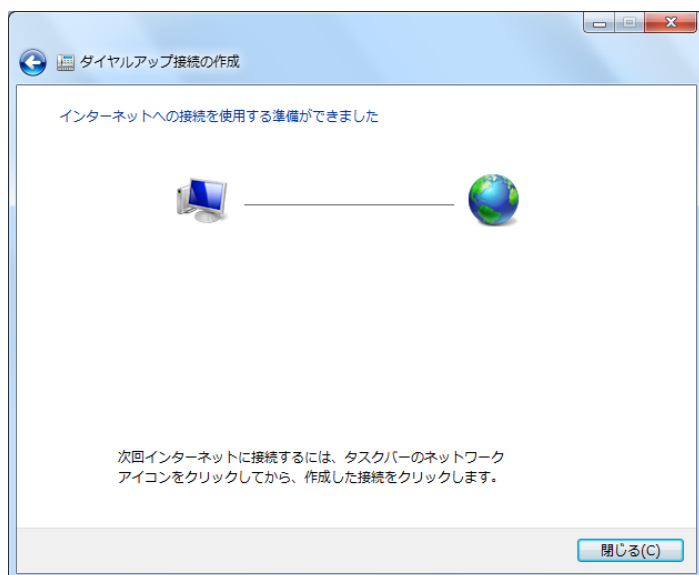 ダイヤルアップ接続の作成
インターネットへの接続を使用する準備ができました
次回インターネットに接続するには、タスクバーのネットワーク
アイコンをクリックしてから、作成した接続をクリックします。
閉じる(C)